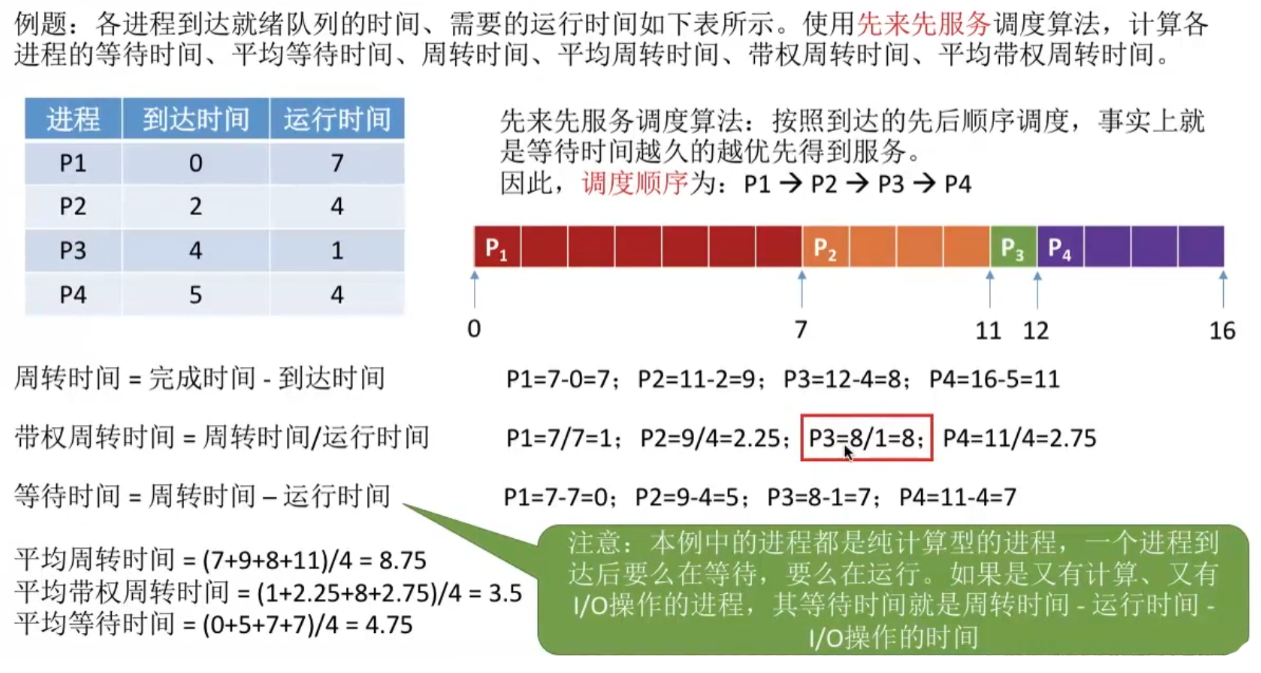 例题：各进程到达就绪队列的时间、需要的运行时间如下表所示。使用先来先服务调度算法，计算各
进程的等待时间、平均等待时间、周转时间、平均周转时间、带权周转时间、平均带权周转时间。
进程 到达时间 运行时间
P1 0 7
P2 2 4
P3 4 1
P4 5 4
先来先服务调度算法：按照到达的先后顺序调度，事实上就
是等待时间越久的越优先得到服务。
因此，调度顺序为：P1 → P2 → P3 → P4
P₁ P₂ P₃ P₄
0 7 11 12 16
周转时间 = 完成时间 - 到达时间 P1=7-0=7；P2=11-2=9；P3=12-4=8；P4=16-5=11
带权周转时间 = 周转时间/运行时间 P1=7/7=1；P2=9/4=2.25；P3=8/1=8；P4=11/4=2.75
等待时间 = 周转时间 – 运行时间 P1=7-7=0；P2=9-4=5；P3=8-1=7；P4=11-4=7
平均周转时间 = (7+9+8+11)/4 = 8.75
平均带权周转时间 = (1+2.25+8+2.75)/4 = 3.5
平均等待时间 = (0+5+7+7)/4 = 4.75
注意：本例中的进程都是纯计算型的进程，一个进程到
达后要么在等待，要么在运行。如果是又有计算、又有
I/O操作的进程，其等待时间就是周转时间 - 运行时间 -
I/O操作的时间